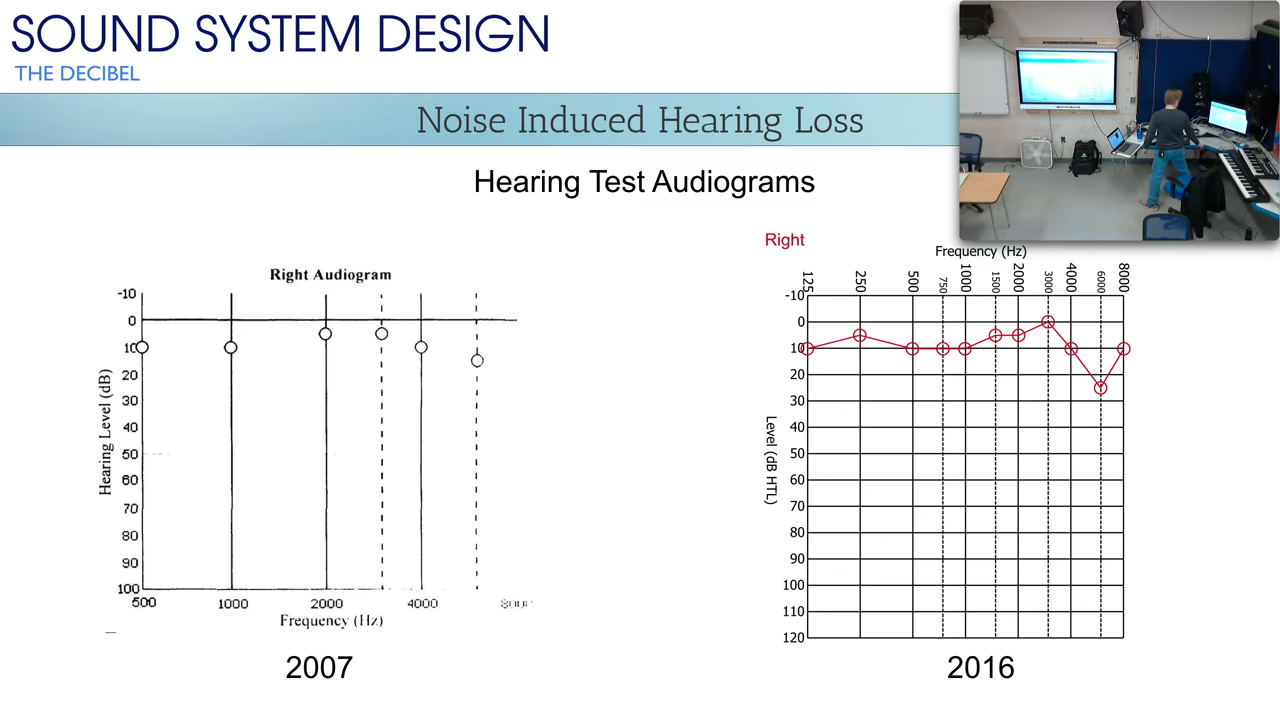 SOUND SYSTEM DESIGN
THE DECIBEL
Noise Induced Hearing Loss
Hearing Test Audiograms
Right Audiogram
-10
0
10
20
30
40
50
60
70
80
90
100
Hearing Level (dB)
500 1000 2000 4000
Frequency (Hz)
2007
Right
Frequency (Hz)
125 250 500 750 1000 1500 2000 3000 4000 6000 8000
-10
0
10
20
30
40
50
60
70
80
90
100
110
120
Level (dB HTL)
2016